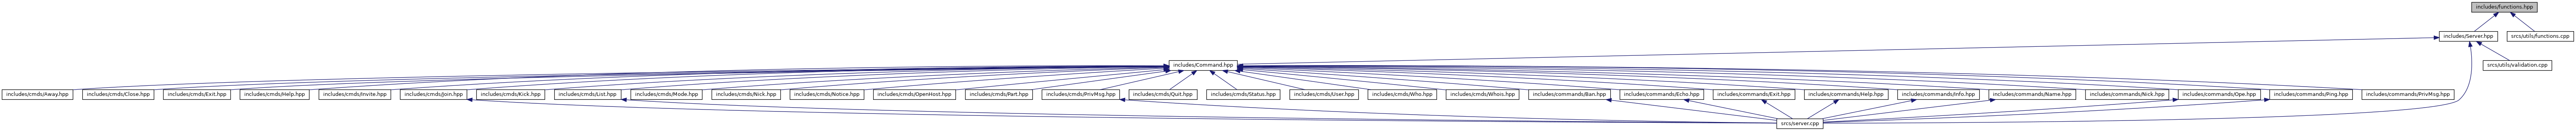 includes/functions.hpp
includes/Server.hpp
srcs/utils/functions.cpp
includes/Command.hpp
srcs/utils/validation.cpp
includes/cmds/Away.hpp
includes/cmds/Close.hpp
includes/cmds/Exit.hpp
includes/cmds/Help.hpp
includes/cmds/Invite.hpp
includes/cmds/Join.hpp
includes/cmds/Kick.hpp
includes/cmds/List.hpp
includes/cmds/Mode.hpp
includes/cmds/Nick.hpp
includes/cmds/Notice.hpp
includes/cmds/OpenHost.hpp
includes/cmds/Part.hpp
includes/cmds/PrivMsg.hpp
includes/cmds/Quit.hpp
includes/cmds/Status.hpp
includes/cmds/User.hpp
includes/cmds/Who.hpp
includes/cmds/Whois.hpp
includes/commands/Ban.hpp
includes/commands/Echo.hpp
includes/commands/Exit.hpp
includes/commands/Help.hpp
includes/commands/Info.hpp
includes/commands/Name.hpp
includes/commands/Nick.hpp
includes/commands/Ope.hpp
includes/commands/Ping.hpp
includes/commands/PrivMsg.hpp
srcs/server.cpp